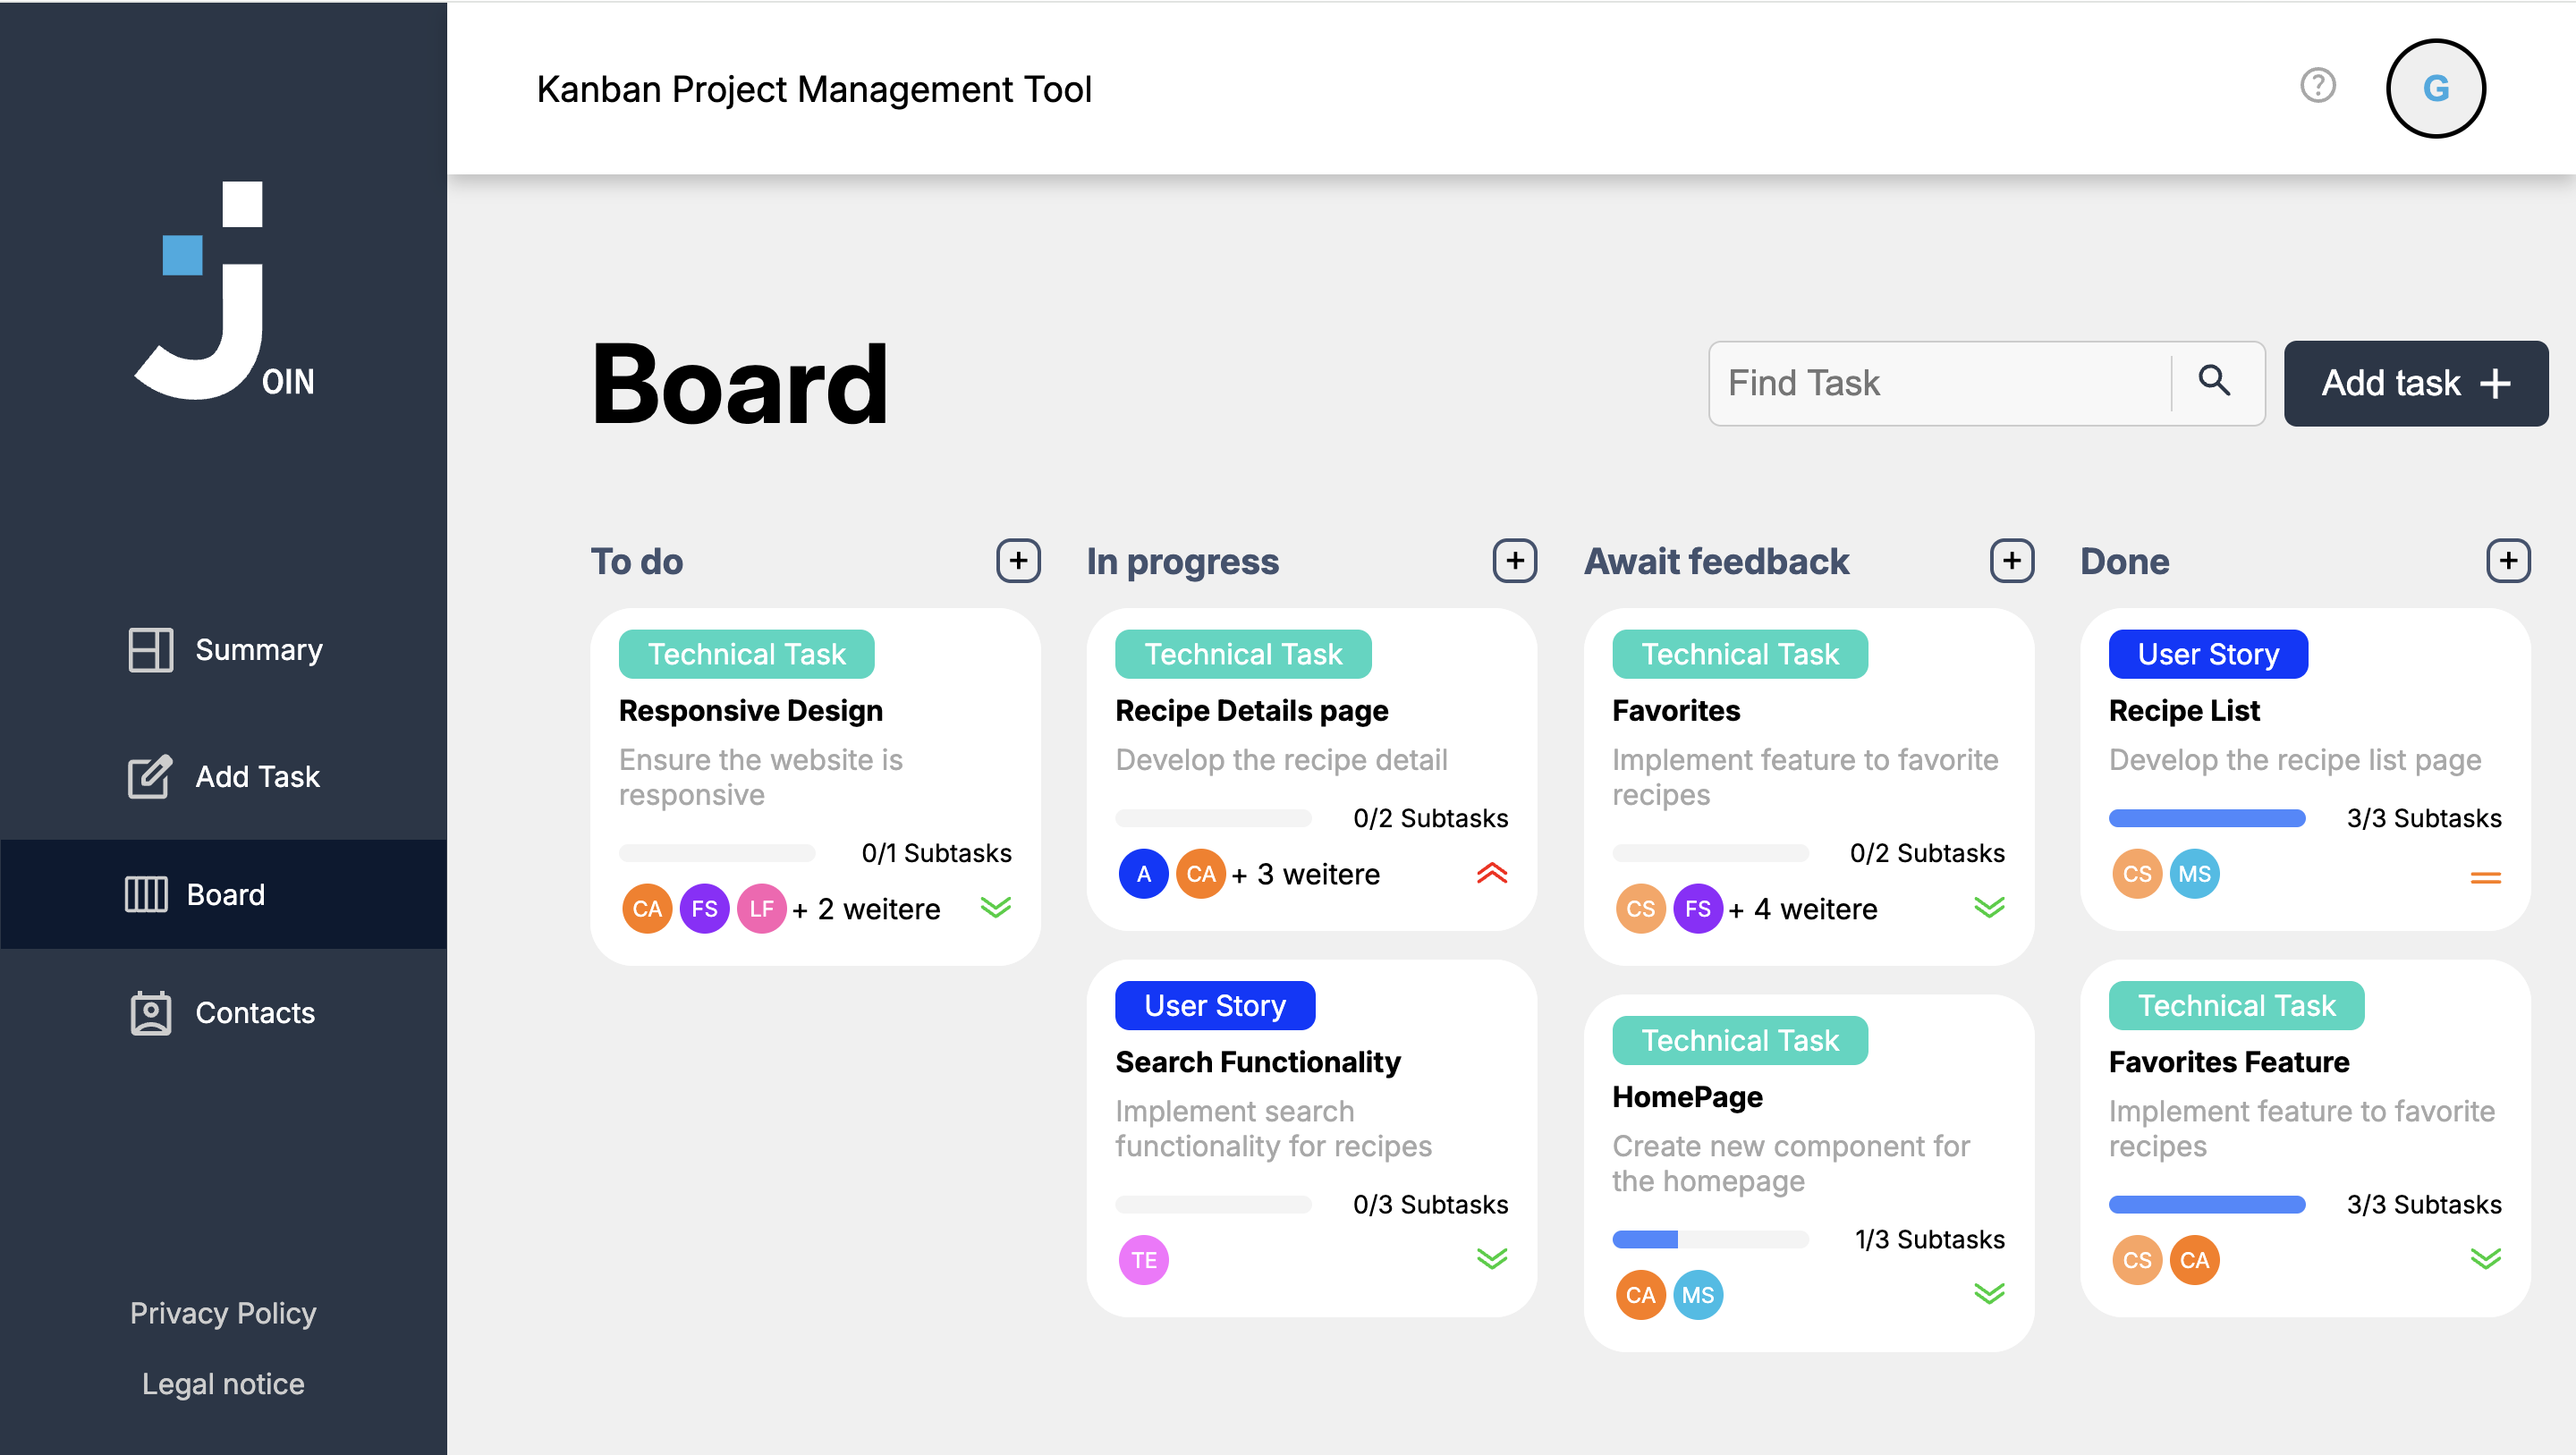 Kanban Project Management Tool
G
OIN
Summary
Add Task
Board
Contacts
Privacy Policy
Legal notice
Board
Find Task
Add task
To do
Technical Task
Responsive Design
Ensure the website is
responsive
0/1 Subtasks
CA FS LF + 2 weitere
In progress
Technical Task
Recipe Details page
Develop the recipe detail
0/2 Subtasks
A CA + 3 weitere
User Story
Search Functionality
Implement search
functionality for recipes
0/3 Subtasks
TE
Await feedback
Technical Task
Favorites
Implement feature to favorite
recipes
0/2 Subtasks
CS FS + 4 weitere
Technical Task
HomePage
Create new component for
the homepage
1/3 Subtasks
CA MS
Done
User Story
Recipe List
Develop the recipe list page
3/3 Subtasks
CS MS
Technical Task
Favorites Feature
Implement feature to favorite
recipes
3/3 Subtasks
CS CA